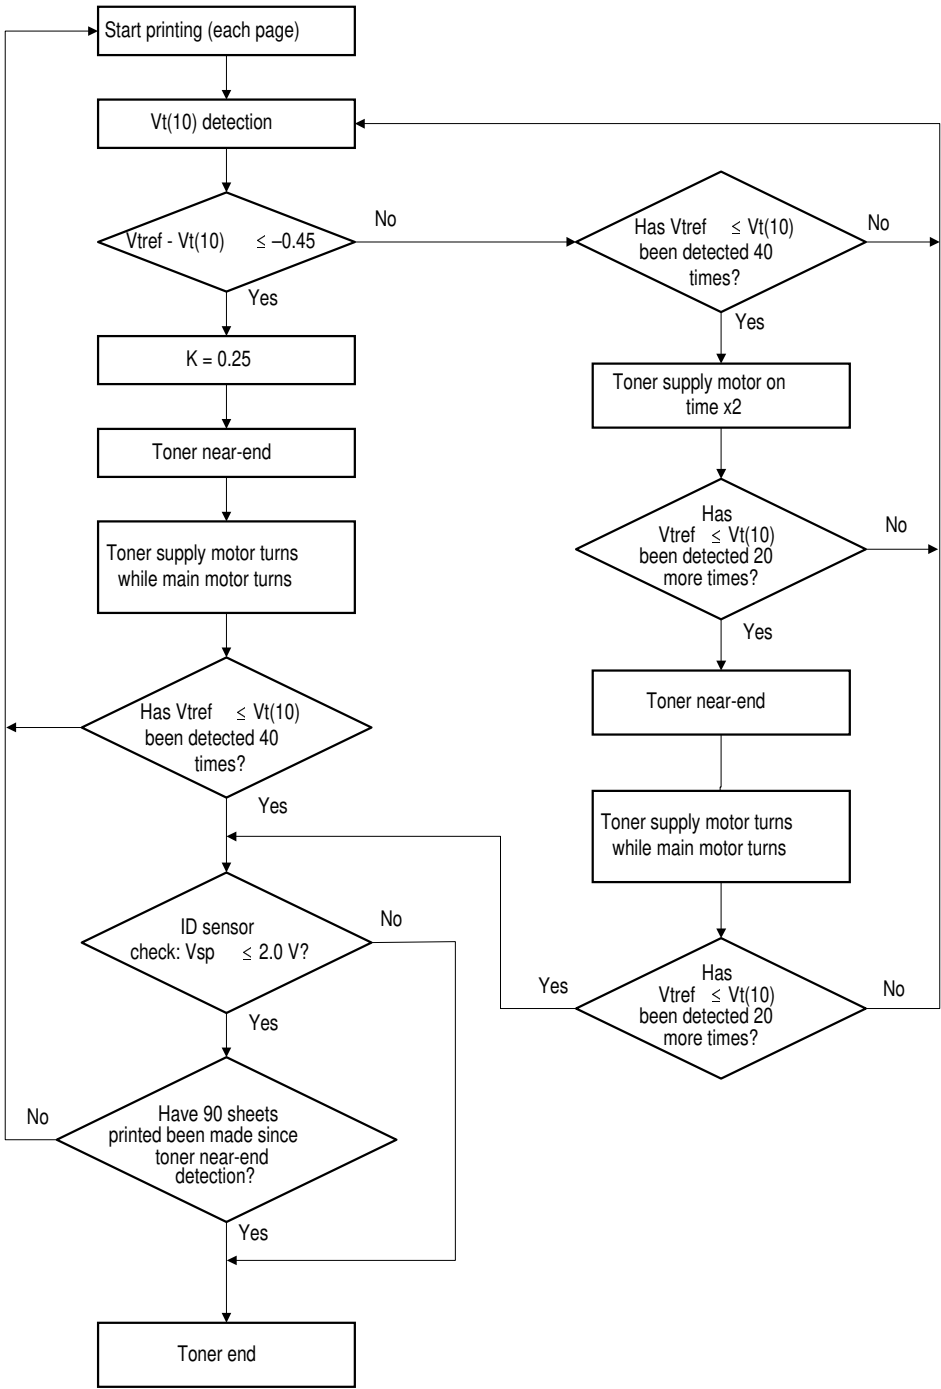 Start printing (each page)
Vt(10) detection
Vtref - Vt(10) ≤ –0.45
No
Yes
K = 0.25
Toner near-end
Toner supply motor turns
while main motor turns
Has Vtref ≤ Vt(10)
been detected 40
times?
Yes
ID sensor
check: Vsp ≤ 2.0 V?
No
Yes
Have 90 sheets
printed been made since
toner near-end
detection?
No
Yes
Toner end
Has Vtref ≤ Vt(10)
been detected 40
times?
No
Yes
Toner supply motor on
time x2
Has
Vtref ≤ Vt(10)
been detected 20
more times?
No
Yes
Toner near-end
Toner supply motor turns
while main motor turns
Has
Vtref ≤ Vt(10)
been detected 20
more times?
Yes
No